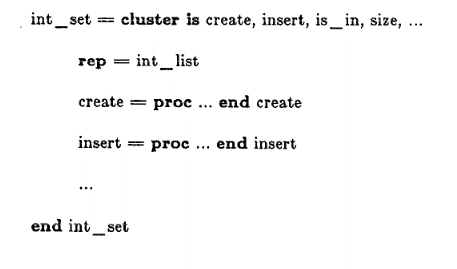 int_set = cluster is create, insert, is_in, size, ...
rep = int_list
create = proc ... end create
insert = proc ... end insert
...
end int_set